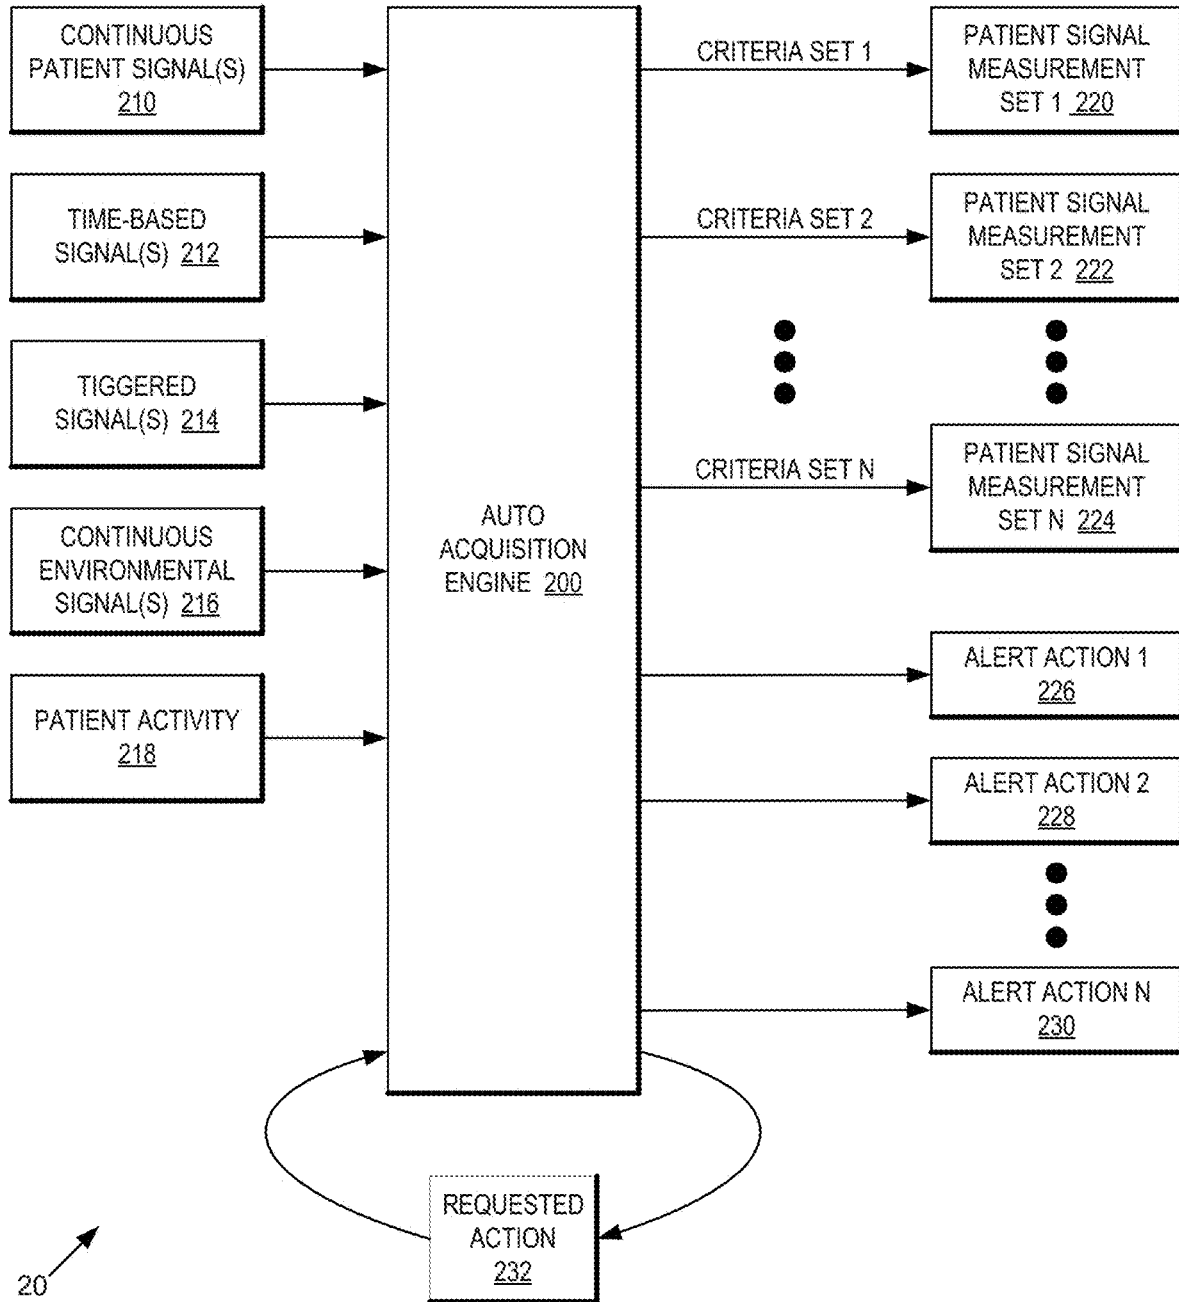 CONTINUOUS
PATIENT SIGNAL(S)
210
TIME-BASED
SIGNAL(S) 212
TIGGERED
SIGNAL(S) 214
CONTINUOUS
ENVIRONMENTAL
SIGNAL(S) 216
PATIENT ACTIVITY
218
AUTO
ACQUISITION
ENGINE 200
CRITERIA SET 1
CRITERIA SET 2
CRITERIA SET N
PATIENT SIGNAL
MEASUREMENT
SET 1 220
PATIENT SIGNAL
MEASUREMENT
SET 2 222
PATIENT SIGNAL
MEASUREMENT
SET N 224
ALERT ACTION 1
226
ALERT ACTION 2
228
ALERT ACTION N
230
REQUESTED
ACTION
232
20